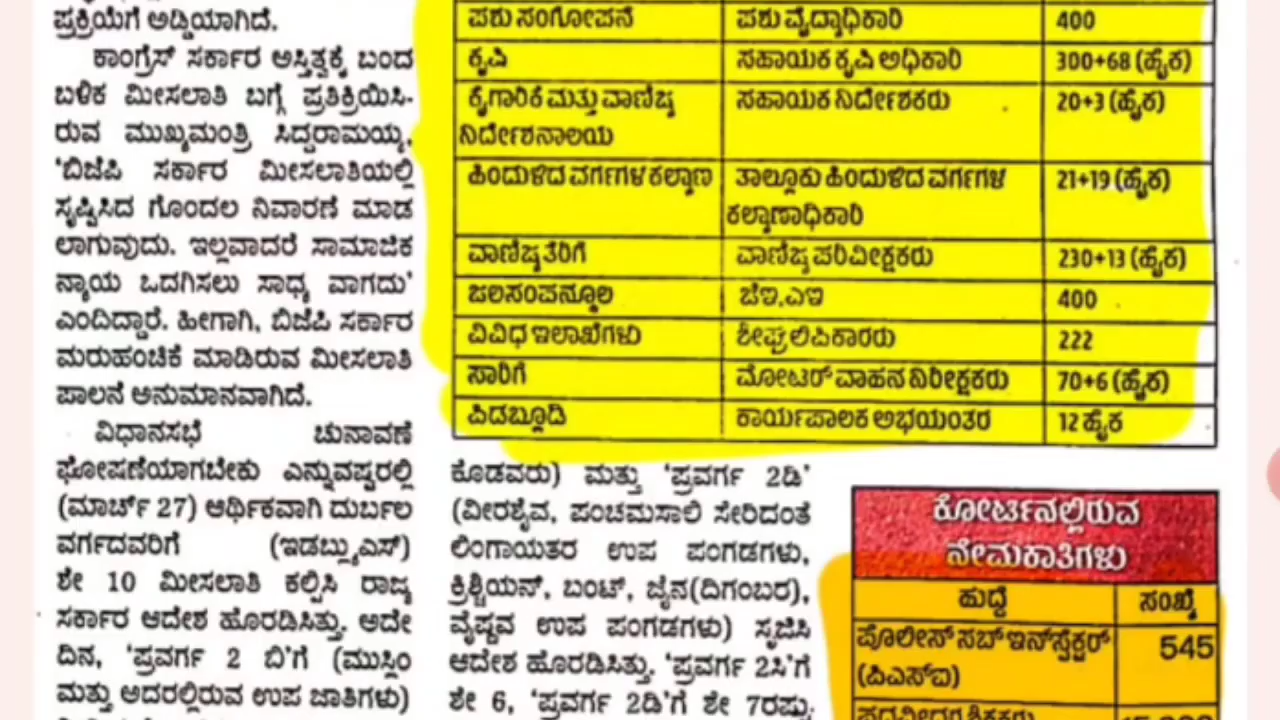 ಪ್ರಕ್ರಿಯೆಗೆ ಅಡ್ಡಿಯಾಗಿದೆ.
ಕಾಂಗ್ರೆಸ್ ಸರ್ಕಾರ ಅಸ್ತಿತ್ವಕ್ಕೆ ಬಂದ
ಬಳಿಕ ಮೀಸಲಾತಿ ಬಗ್ಗೆ ಪ್ರತಿಕ್ರಿಯಿಸಿ-
ರುವ ಮುಖ್ಯಮಂತ್ರಿ ಸಿದ್ದರಾಮಯ್ಯ,
'ಬಿಜೆಪಿ ಸರ್ಕಾರ ಮೀಸಲಾತಿಯಲ್ಲಿ
ಸೃಷ್ಟಿಸಿದ ಗೊಂದಲ ನಿವಾರಣೆ ಮಾಡ
ಲಾಗುವುದು. ಇಲ್ಲವಾದರೆ ಸಾಮಾಜಿಕ
ನ್ಯಾಯ ಒದಗಿಸಲು ಸಾಧ್ಯ ವಾಗದು'
ಎಂದಿದ್ದಾರೆ. ಹೀಗಾಗಿ, ಬಿಜೆಪಿ ಸರ್ಕಾರ
ಮರುಹಂಚಿಕೆ ಮಾಡಿರುವ ಮೀಸಲಾತಿ
ಪಾಲನೆ ಅನುಮಾನವಾಗಿದೆ.
ವಿಧಾನಸಭೆ ಚುನಾವಣೆ
ಘೋಷಣೆಯಾಗಬೇಕು ಎನ್ನುವಷ್ಟರಲ್ಲಿ
(ಮಾರ್ಚ್ 27) ಆರ್ಥಿಕವಾಗಿ ದುರ್ಬಲ
ವರ್ಗದವರಿಗೆ (ಇಡಬ್ಲ್ಯುಎಸ್)
ಶೇ 10 ಮೀಸಲಾತಿ ಕಲ್ಪಿಸಿ ರಾಜ್ಯ
ಸರ್ಕಾರ ಆದೇಶ ಹೊರಡಿಸಿತ್ತು. ಅದೇ
ದಿನ, 'ಪ್ರವರ್ಗ 2 ಬಿ'ಗೆ (ಮುಸ್ಲಿಂ
ಮತ್ತು ಅದರಲ್ಲಿರುವ ಉಪ ಜಾತಿಗಳು)
ಪಶು ಸಂಗೋಪನೆ ಪಶು ವೈದ್ಯಾಧಿಕಾರಿ 400
ಕೃಷಿ ಸಹಾಯಕ ಕೃಷಿ ಅಧಿಕಾರಿ 300+68 (ಹೈಕ)
ಕೈಗಾರಿಕೆ ಮತ್ತು ವಾಣಿಜ್ಯ ಸಹಾಯಕ ನಿರ್ದೇಶಕರು 20+3 (ಹೈಕ)
ನಿರ್ದೇಶನಾಲಯ
ಹಿಂದುಳಿದ ವರ್ಗಗಳ ಕಲ್ಯಾಣ ತಾಲ್ಲೂಕು ಹಿಂದುಳಿದ ವರ್ಗಗಳ 21+19 (ಹೈಕ)
ಕಲ್ಯಾಣಾಧಿಕಾರಿ
ವಾಣಿಜ್ಯ ತೆರಿಗೆ ವಾಣಿಜ್ಯ ಪರಿವೀಕ್ಷಕರು 230+13 (ಹೈಕ)
ಜಲಸಂಪನ್ಮೂಲ ಜೆಇ.ಎಇ 400
ವಿವಿಧ ಇಲಾಖೆಗಳು ಶೀಘ್ರಲಿಪಿಕಾರರು 222
ಸಾರಿಗೆ ಮೋಟರ್ ವಾಹನ ನಿರೀಕ್ಷಕರು 70+6 (ಹೈಕ)
ಪಿಡಬ್ಲ್ಯೂಡಿ ಕಾರ್ಯಪಾಲಕ ಅಭಿಯಂತರ 12 ಹೈಕ
ಕೊಡವರು) ಮತ್ತು 'ಪ್ರವರ್ಗ 2ಡಿ'
(ವೀರಶೈವ, ಪಂಚಮಸಾಲಿ ಸೇರಿದಂತೆ
ಲಿಂಗಾಯತರ ಉಪ ಪಂಗಡಗಳು,
ಕ್ರಿಶ್ಚಿಯನ್, ಬಂಟ್, ಜೈನ(ದಿಗಂಬರ),
ವೈಷ್ಣವ ಉಪ ಪಂಗಡಗಳು) ಸೃಜಿಸಿ
ಆದೇಶ ಹೊರಡಿಸಿತ್ತು. 'ಪ್ರವರ್ಗ 2ಸಿ'ಗೆ
ಶೇ 6, 'ಪ್ರವರ್ಗ 2ಡಿ'ಗೆ ಶೇ 7ರಷ್ಟು
ಕೋರ್ಟ್‌ನಲ್ಲಿರುವ
ನೇಮಕಾತಿಗಳು
ಹುದ್ದೆ ಸಂಖ್ಯೆ
ಪೊಲೀಸ್ ಸಬ್ ಇನ್‌ಸ್ಪೆಕ್ಟರ್ 545
(ಪಿಎಸ್‌ಐ)